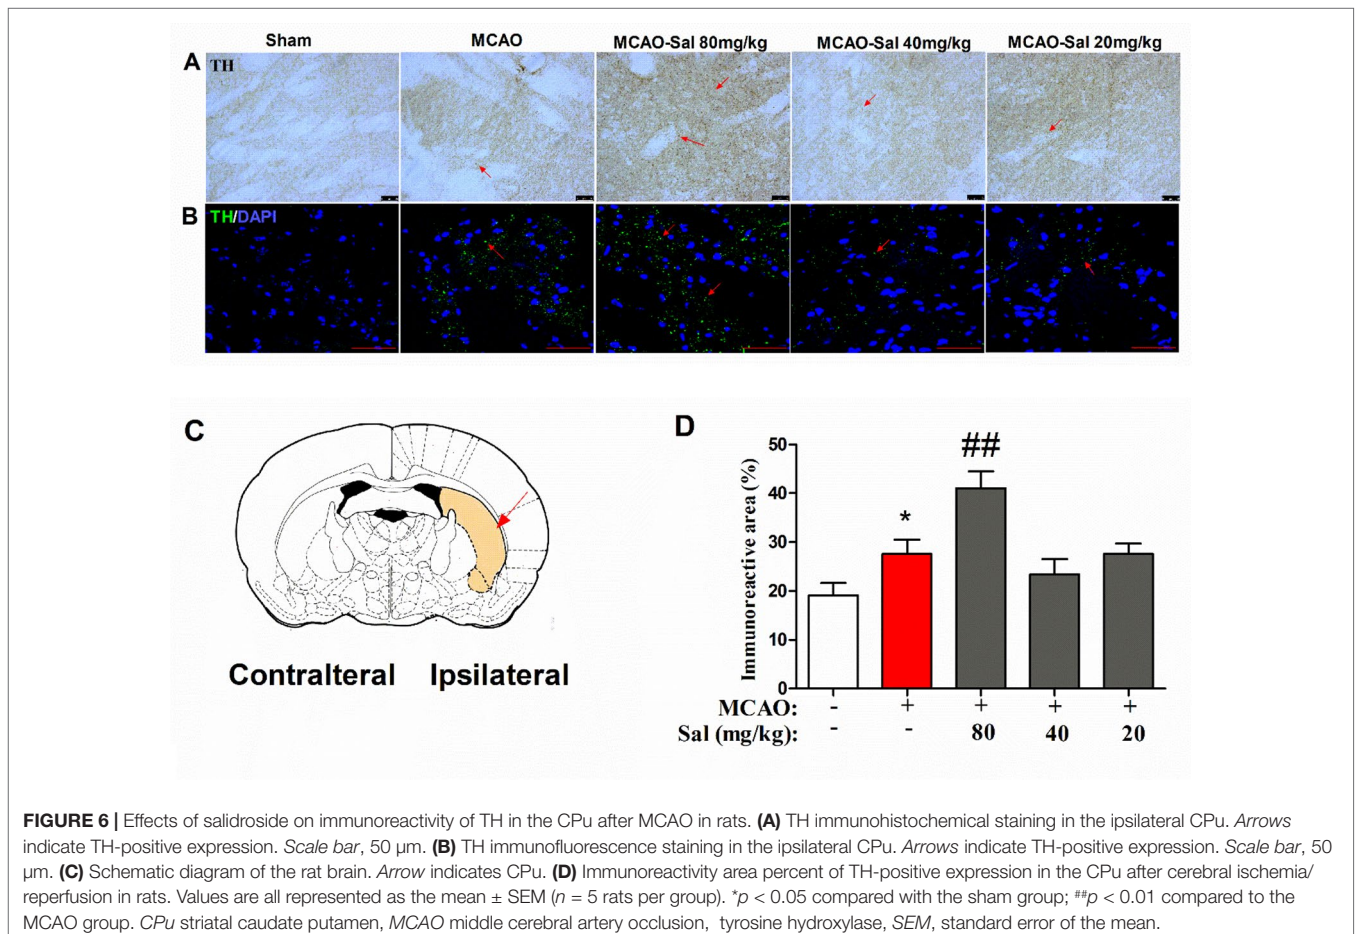 Sham MCAO MCAO-Sal 80mg/kg MCAO-Sal 40mg/kg MCAO-Sal 20mg/kg
A TH
B TH/DAPI
C
Contralteral Ipsilateral
D
Immunoreactive area (%)
50
40
30
20
10
0
*
##
MCAO: - + + + +
Sal (mg/kg): - - 80 40 20
FIGURE 6 | Effects of salidroside on immunoreactivity of TH in the CPu after MCAO in rats. (A) TH immunohistochemical staining in the ipsilateral CPu. Arrows
indicate TH-positive expression. Scale bar, 50 μm. (B) TH immunofluorescence staining in the ipsilateral CPu. Arrows indicate TH-positive expression. Scale bar, 50
μm. (C) Schematic diagram of the rat brain. Arrow indicates CPu. (D) Immunoreactivity area percent of TH-positive expression in the CPu after cerebral ischemia/
reperfusion in rats. Values are all represented as the mean ± SEM (n = 5 rats per group). *p < 0.05 compared with the sham group; ##p < 0.01 compared to the
MCAO group. CPu striatal caudate putamen, MCAO middle cerebral artery occlusion, tyrosine hydroxylase, SEM, standard error of the mean.